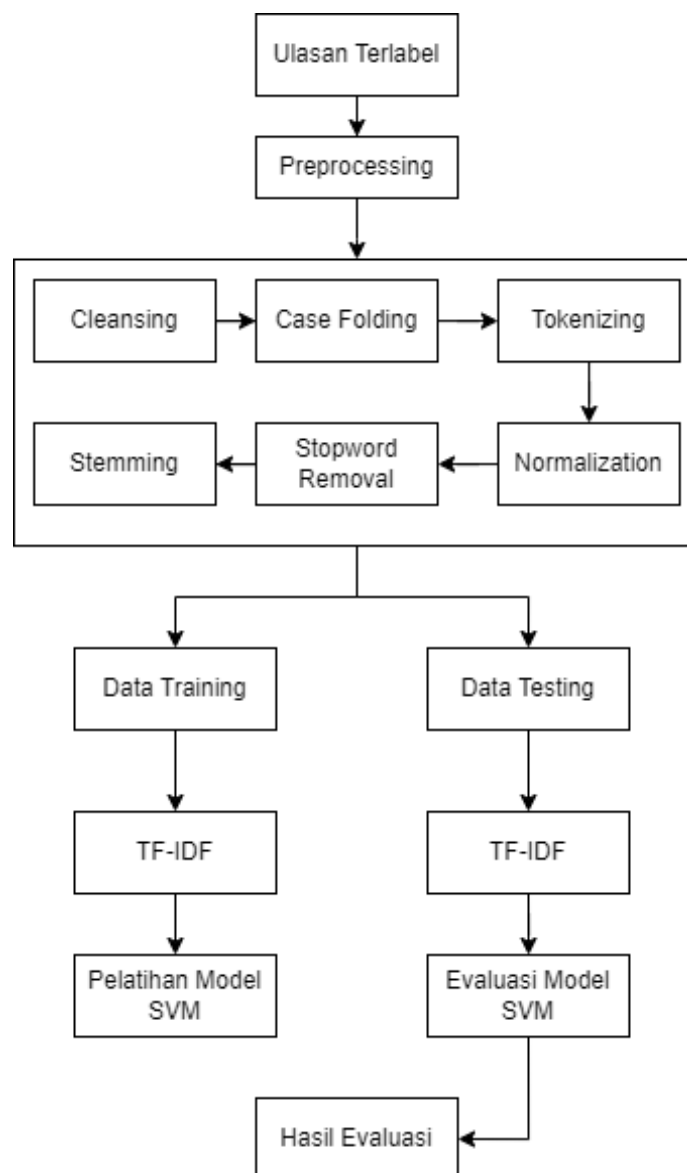 Ulasan Terlabel
Preprocessing
Cleansing
Case Folding
Tokenizing
Stemming
Stopword
Removal
Normalization
Data Training
Data Testing
TF-IDF
TF-IDF
Pelatihan Model
SVM
Evaluasi Model
SVM
Hasil Evaluasi